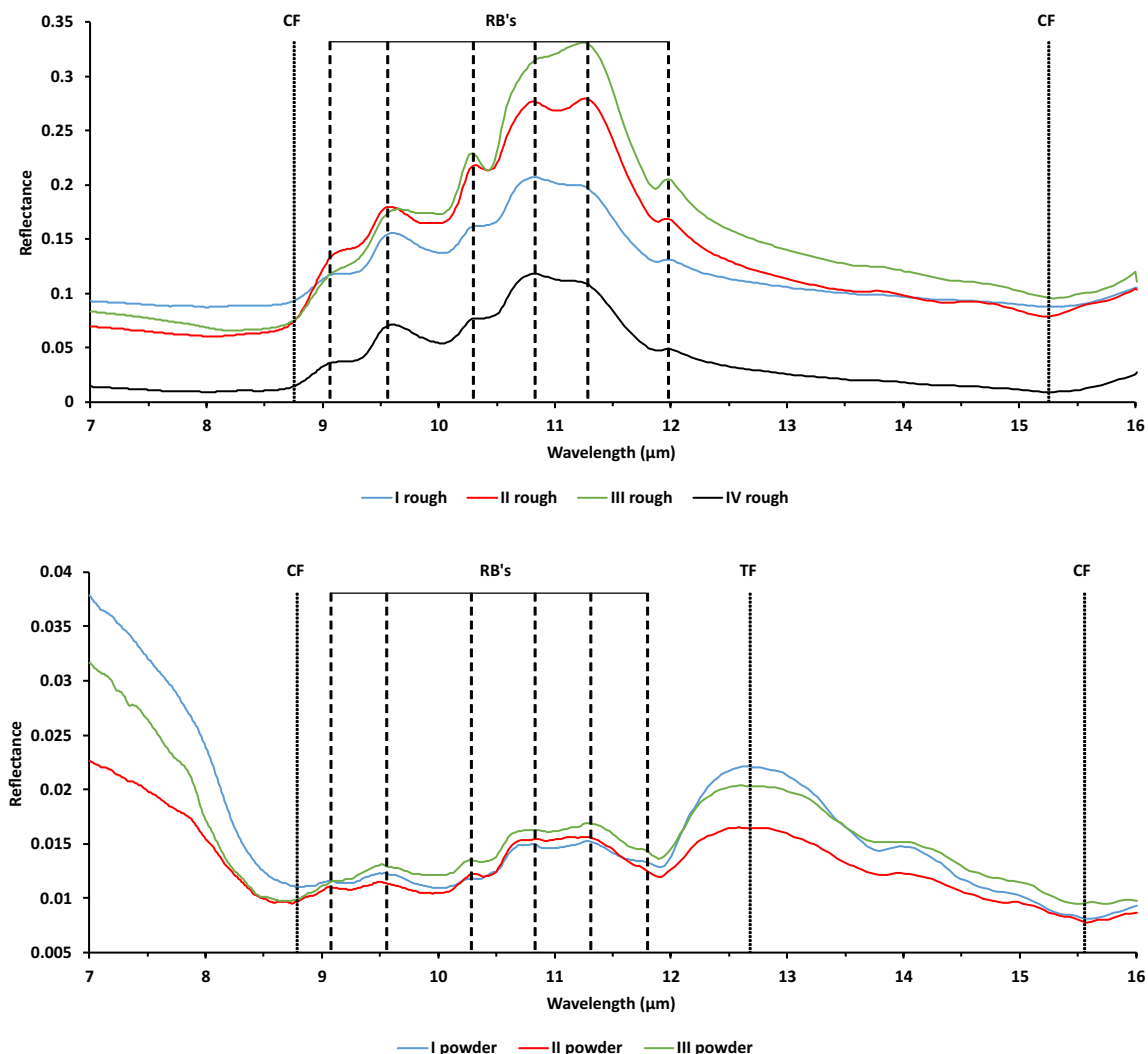 CF RB's CF
0.35
0.3
0.25
0.2
0.15
0.1
0.05
0
Reflectance
7 8 9 10 11 12 13 14 15 16
Wavelength (µm)
I rough II rough III rough IV rough
CF RB's TF CF
0.04
0.035
0.03
0.025
0.02
0.015
0.01
0.005
Reflectance
7 8 9 10 11 12 13 14 15 16
Wavelength (µm)
I powder II powder III powder